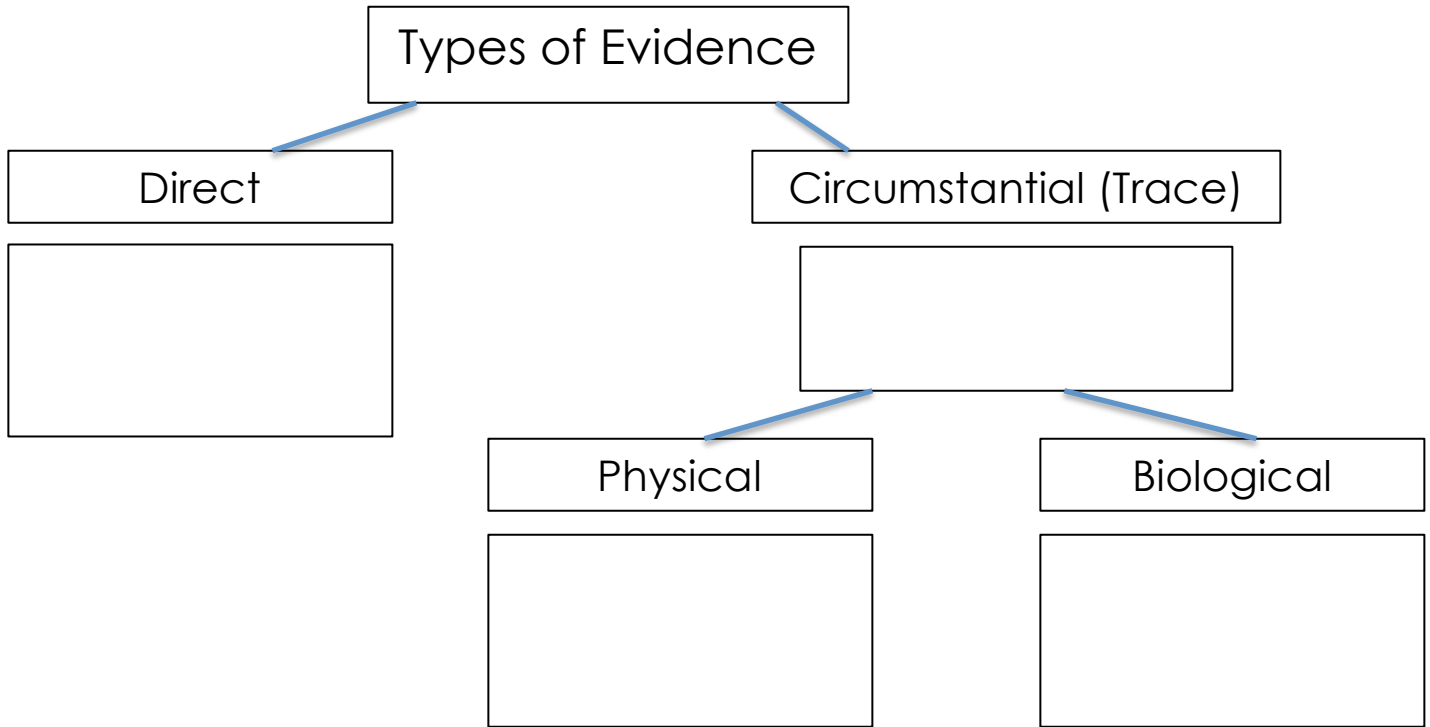 Types of Evidence
Direct
Circumstantial (Trace)
Physical
Biological